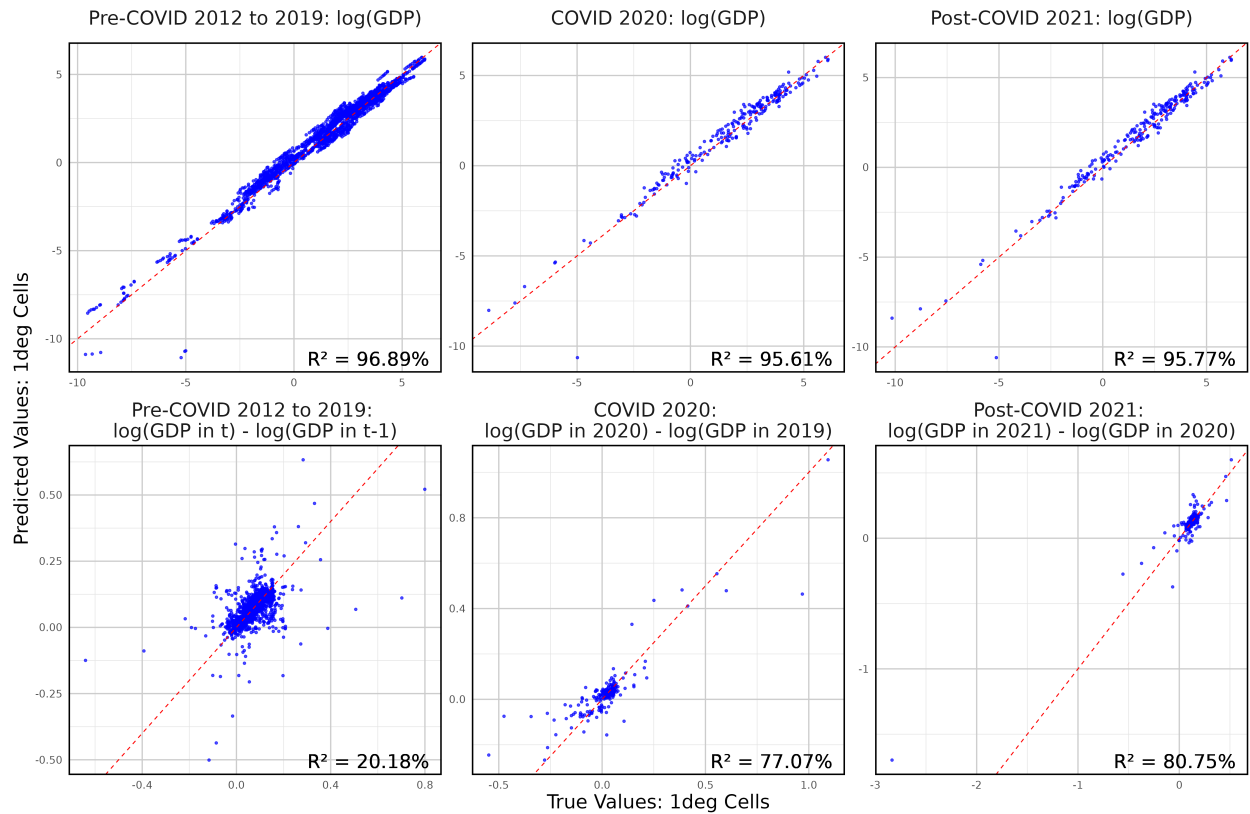 Pre-COVID 2012 to 2019: log(GDP)
COVID 2020: log(GDP)
Post-COVID 2021: log(GDP)
5
0
-5
-10
-10
-5
0
5
R² = 96.89%
5
0
-5
-10
-5
0
5
R² = 95.61%
5
0
-5
-10
-10
-5
0
5
R² = 95.77%
Predicted Values: 1deg Cells
Pre-COVID 2012 to 2019:
log(GDP in t) - log(GDP in t-1)
COVID 2020:
log(GDP in 2020) - log(GDP in 2019)
Post-COVID 2021:
log(GDP in 2021) - log(GDP in 2020)
0.50
0.25
0.00
-0.25
-0.50
-0.4
0.0
0.4
0.8
R² = 20.18%
0.8
0.4
0.0
-0.5
0.0
0.5
1.0
R² = 77.07%
0
-1
-3
-2
-1
0
R² = 80.75%
True Values: 1deg Cells